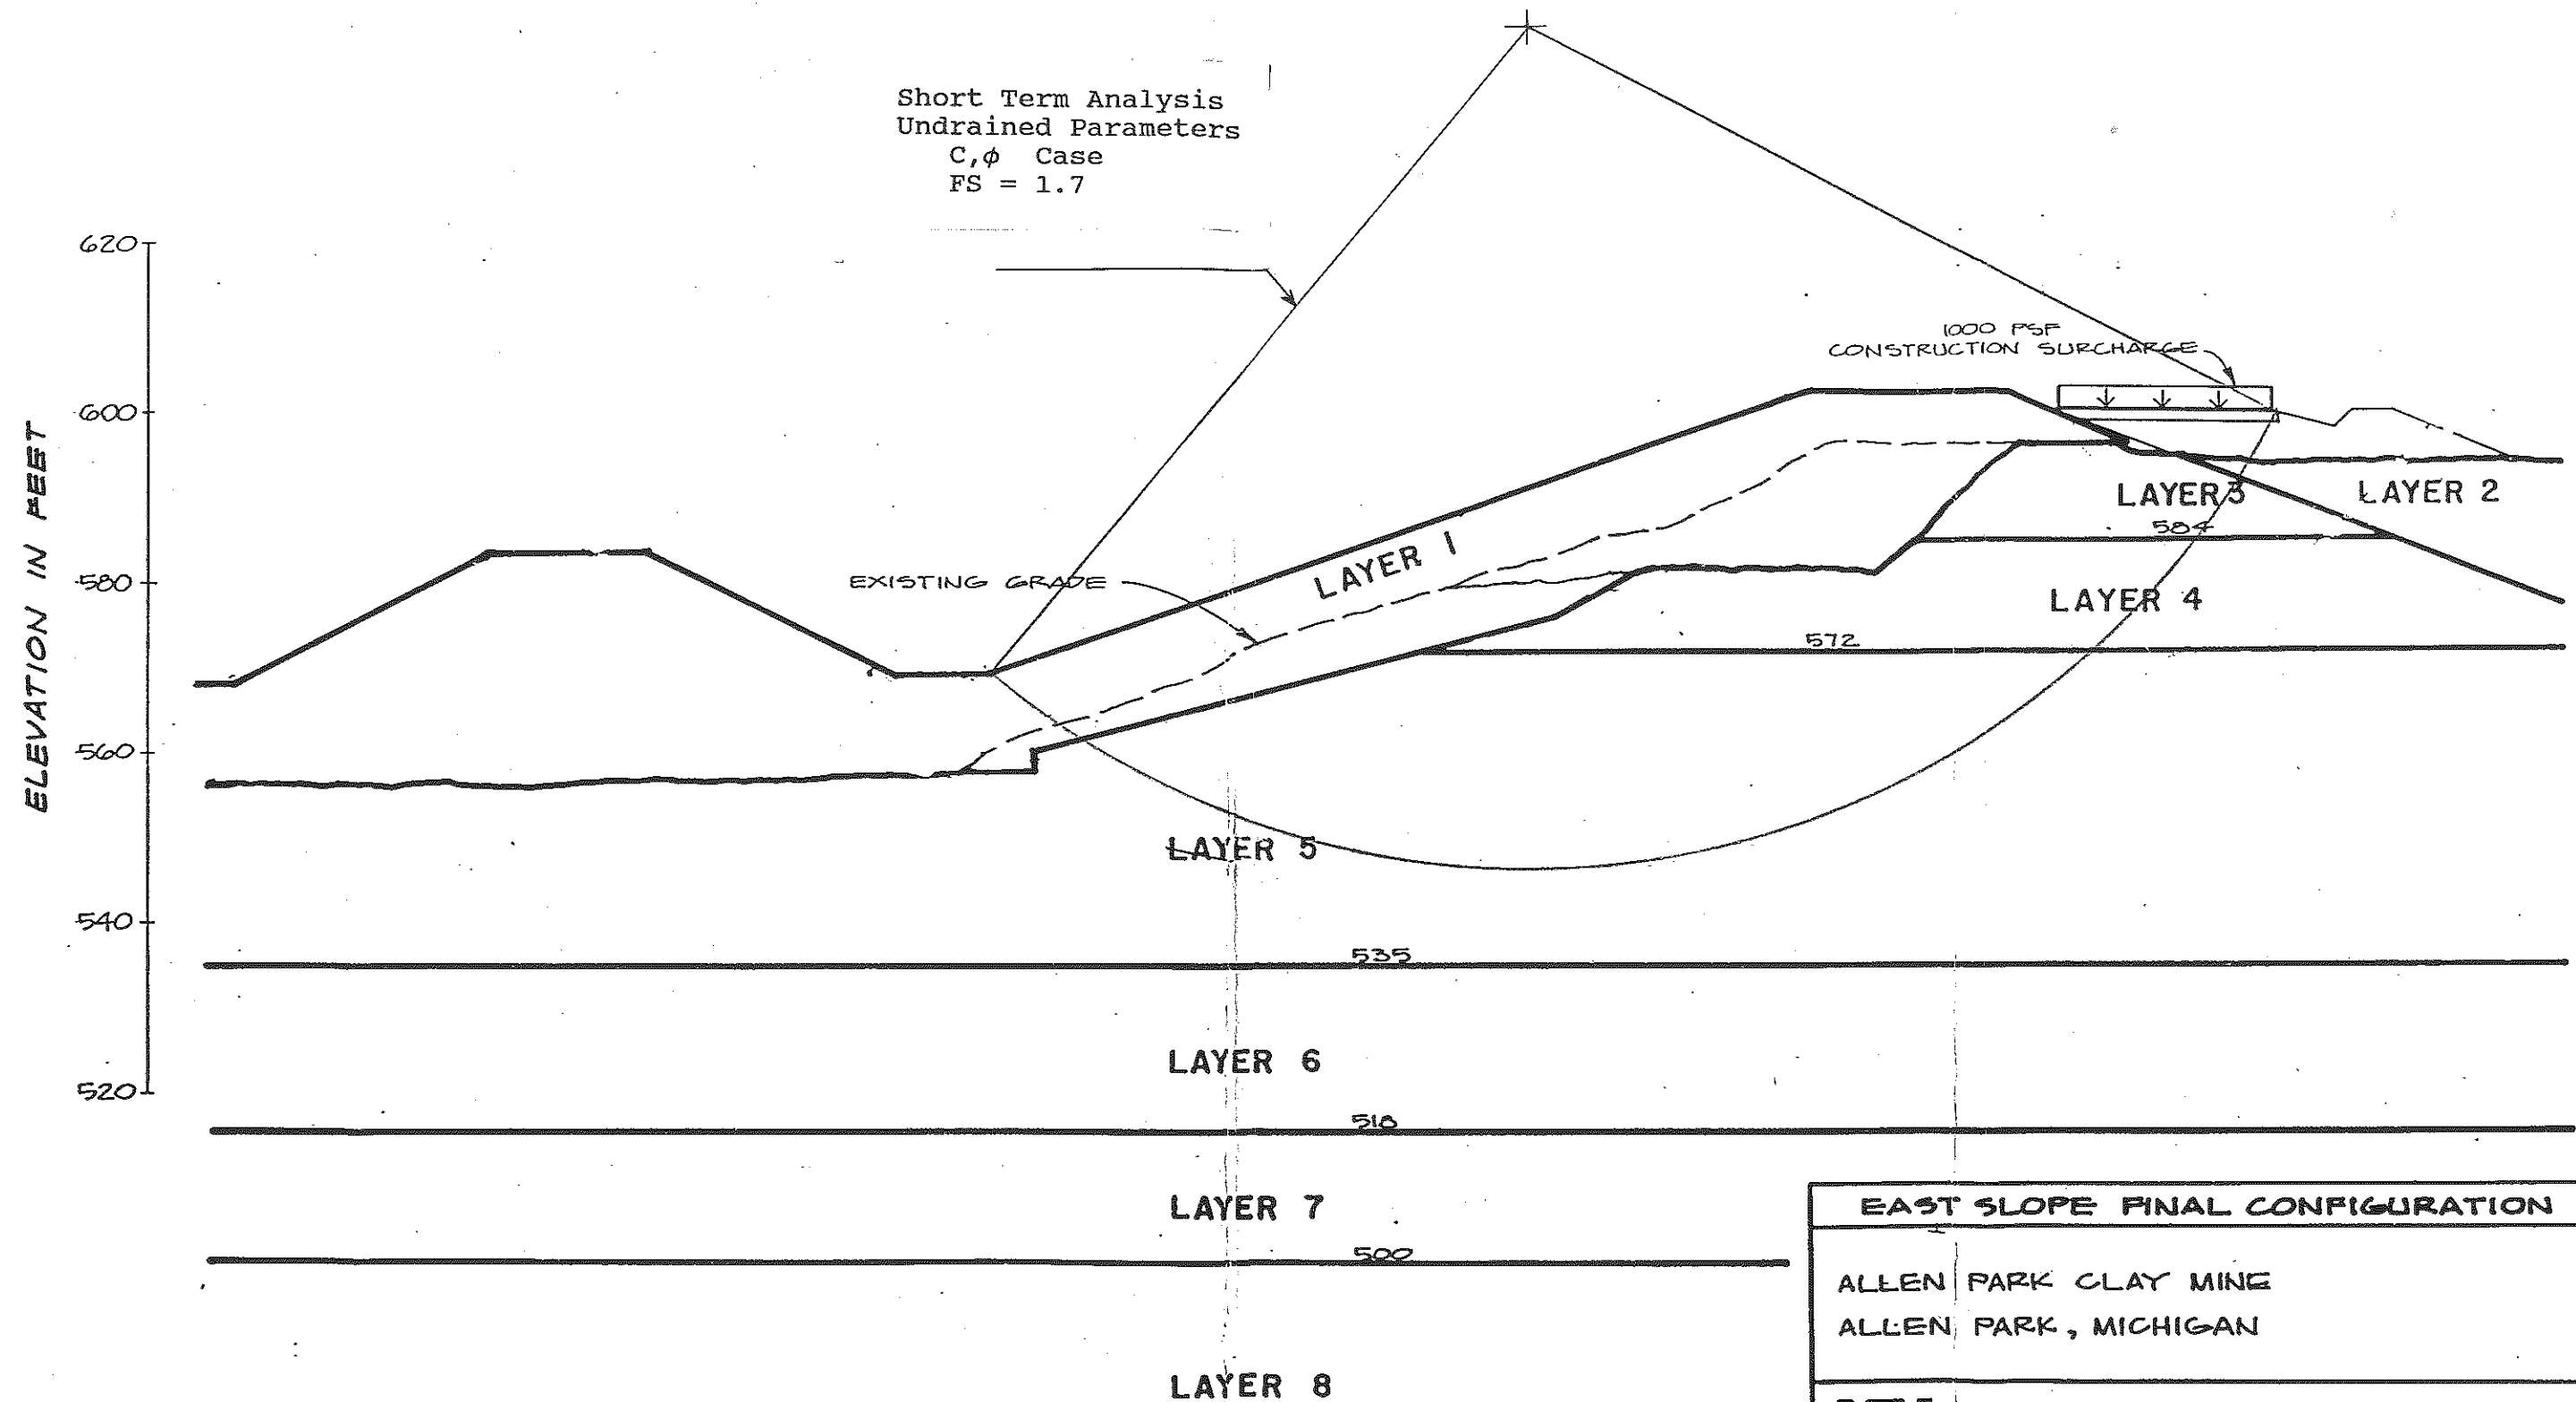 Short Term Analysis
Undrained Parameters
C,φ Case
FS = 1.7
1000 PSF
CONSTRUCTION SURCHARGE
ELEVATION IN FEET
620
600
580
560
540
520
EXISTING GRADE
LAYER 1
LAYER 3
LAYER 2
584
LAYER 4
572
LAYER 5
535
LAYER 6
518
LAYER 7
500
LAYER 8
EAST SLOPE FINAL CONFIGURATION
ALLEN PARK CLAY MINE
ALLEN PARK, MICHIGAN